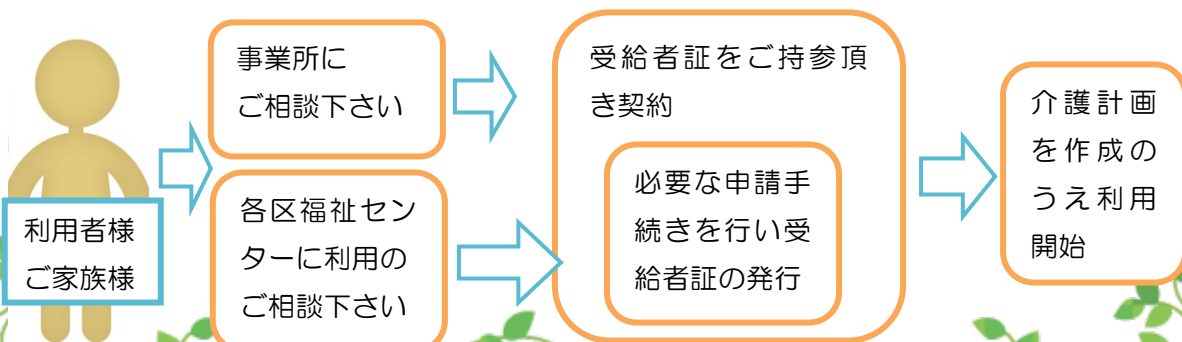 利用者様
ご家族様
事業所に
ご相談下さい
各区福祉セン
ターに利用の
ご相談下さい
受給者証をご持参頂
き契約
必要な申請手
続きを行い受
給者証の発行
介護計画
を作成の
うえ利用
開始